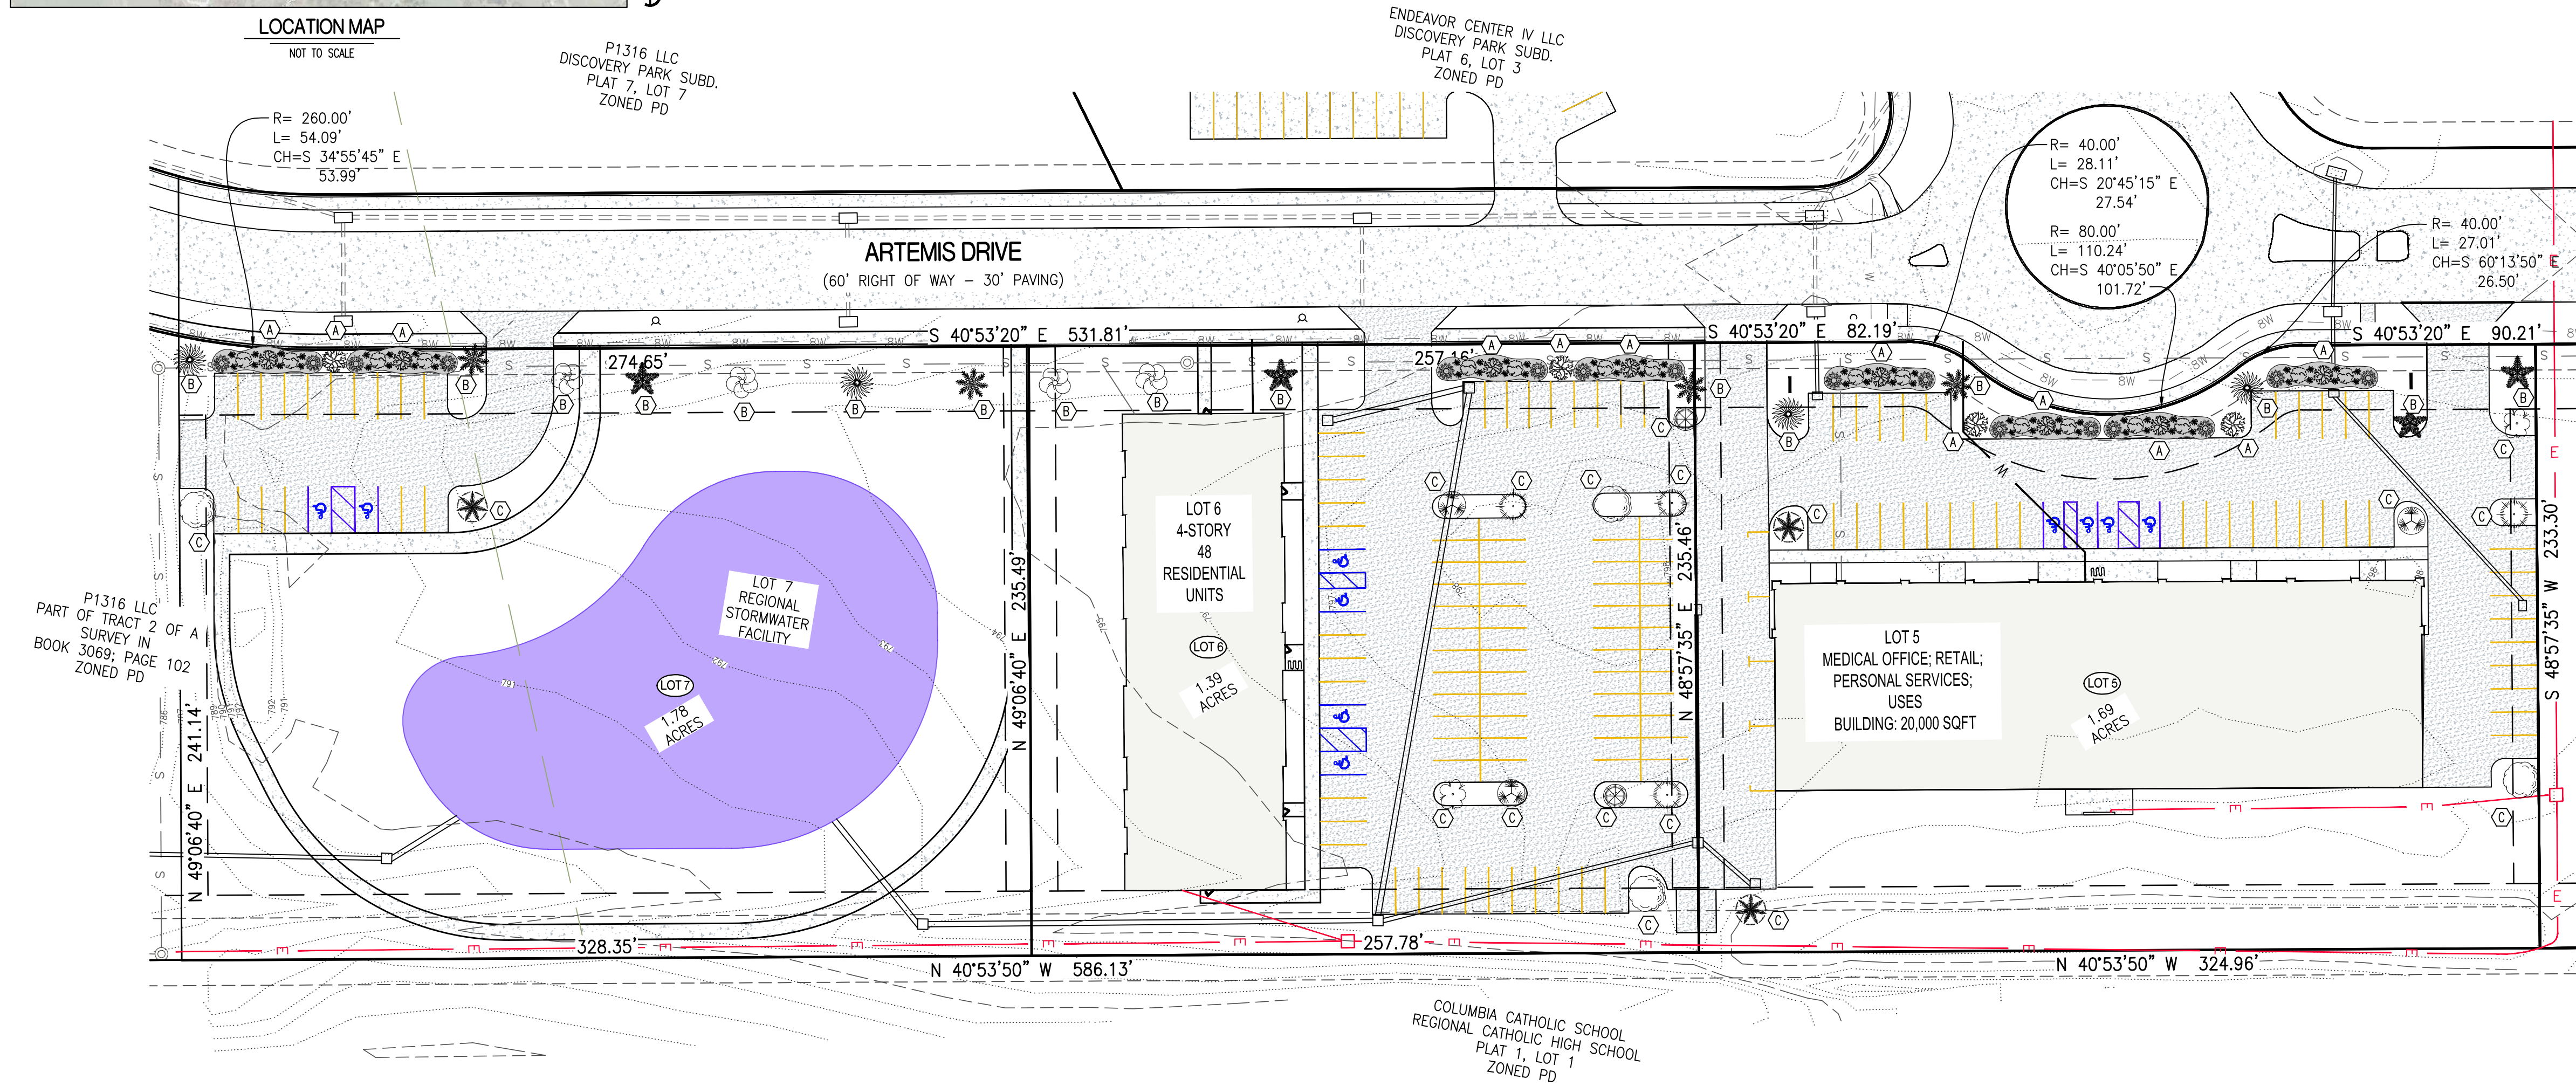 LOCATION MAP
NOT TO SCALE
P1316 LLC
DISCOVERY PARK SUBD.
PLAT 7, LOT 7
ZONED PD
ENDEAVOR CENTER IV LLC
DISCOVERY PARK SUBD.
PLAT 6, LOT 3
ZONED PD
R= 260.00'
L= 54.09'
CH=S 34°55'45" E
53.99'
R= 40.00'
L= 28.11'
CH=S 20°45'15" E
27.54'
R= 80.00'
L= 110.24'
CH=S 40°05'50" E
101.72'
R= 40.00'
L= 27.01'
CH=S 60°13'50" E
26.50'
ARTEMIS DRIVE
(60' RIGHT OF WAY – 30' PAVING)
S 40°53'20" E 531.81'
S 40°53'20" E 82.19'
S 40°53'20" E 90.21'
274.65'
257.16'
LOT 6
4-STORY
48
RESIDENTIAL
UNITS
LOT 6
1.39
ACRES
LOT 7
REGIONAL
STORMWATER
FACILITY
LOT 7
1.78
ACRES
LOT 5
MEDICAL OFFICE; RETAIL;
PERSONAL SERVICES;
USES
BUILDING: 20,000 SQFT
LOT 5
1.69
ACRES
P1316 LLC
PART OF TRACT 2 OF A
SURVEY IN
BOOK 3069; PAGE 102
ZONED PD
N 49°06'40" E 241.14'
N 49°06'40" E 235.49'
N 48°57'35" E 235.46'
S 48°57'35" W 233.30'
328.35'
257.78'
N 40°53'50" W 586.13'
N 40°53'50" W 324.96'
COLUMBIA CATHOLIC SCHOOL
REGIONAL CATHOLIC HIGH SCHOOL
PLAT 1, LOT 1
ZONED PD